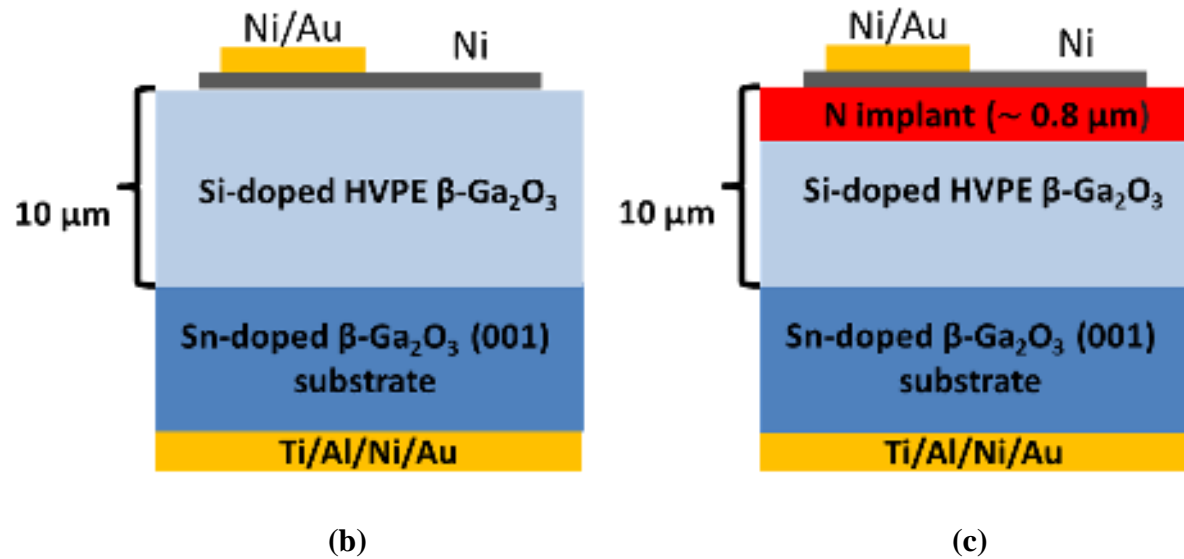 Ni/Au
Ni
Si-doped HVPE β-Ga₂O₃
10 μm
Sn-doped β-Ga₂O₃ (001)
substrate
Ti/Al/Ni/Au
(b)
Ni/Au
Ni
N implant (~ 0.8 μm)
Si-doped HVPE β-Ga₂O₃
10 μm
Sn-doped β-Ga₂O₃ (001)
substrate
Ti/Al/Ni/Au
(c)